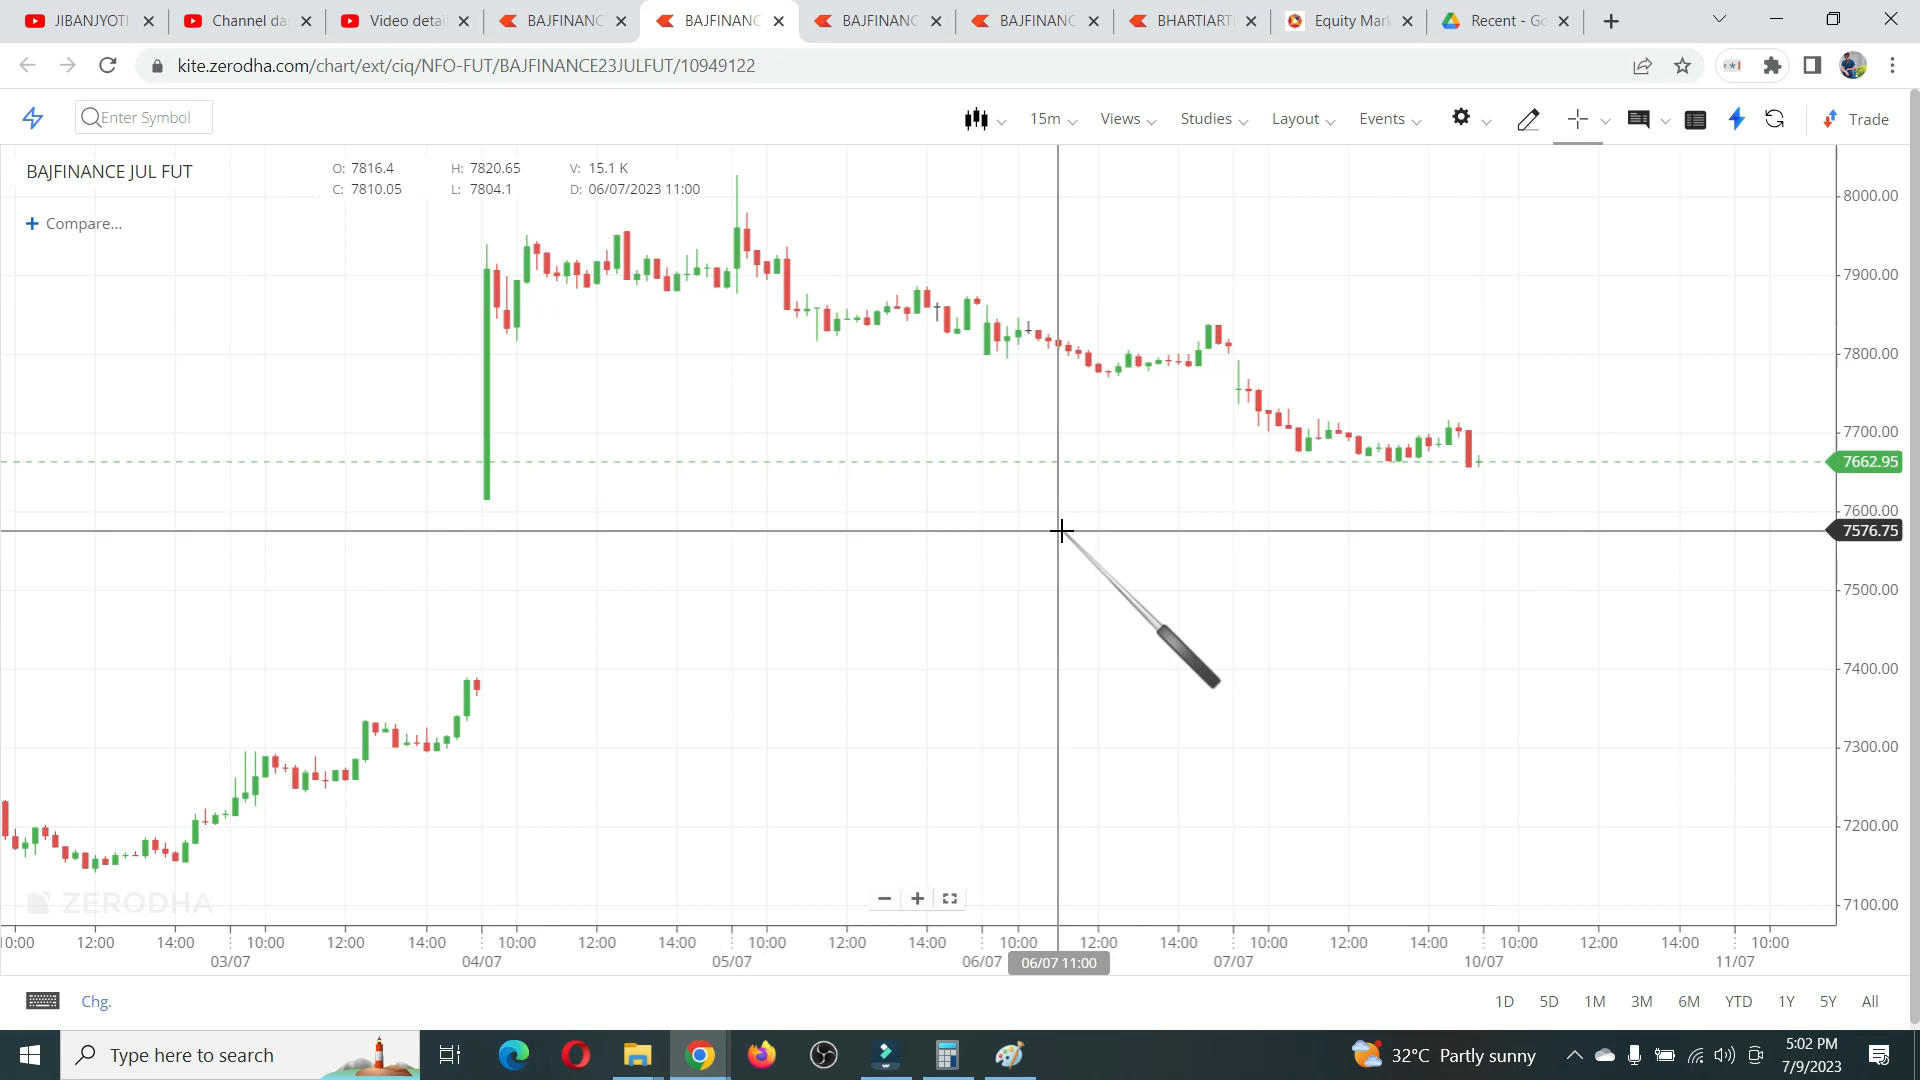 JIBANJYOTI
Channel da
Video detail
BAJFINANC
BAJFINANC
BAJFINANC
BAJFINANC
BHARTIARTI
Equity Mark
Recent - Go
kite.zerodha.com/chart/ext/ciq/NFO-FUT/BAJFINANCE23JULFUT/10949122
Enter Symbol
15m
Views
Studies
Layout
Events
Trade
BAJFINANCE JUL FUT
O: 7816.4 H: 7820.65 V: 15.1 K
C: 7810.05 L: 7804.1 D: 06/07/2023 11:00
+ Compare...
8000.00
7900.00
7800.00
7700.00
7662.95
7600.00
7576.75
7500.00
7400.00
7300.00
7200.00
7100.00
ZERODHA
0:00 12:00 14:00 10:00 12:00 14:00 10:00 12:00 14:00 10:00 12:00 14:00 10:00 12:00 14:00 10:00 12:00 14:00 10:00 12:00 14:00 10:00
03/07 04/07 05/07 06/07 06/07 11:00 07/07 10/07 11/07
Chg.
1D 5D 1M 3M 6M YTD 1Y 5Y All
Type here to search
32°C Partly sunny
5:02 PM
7/9/2023